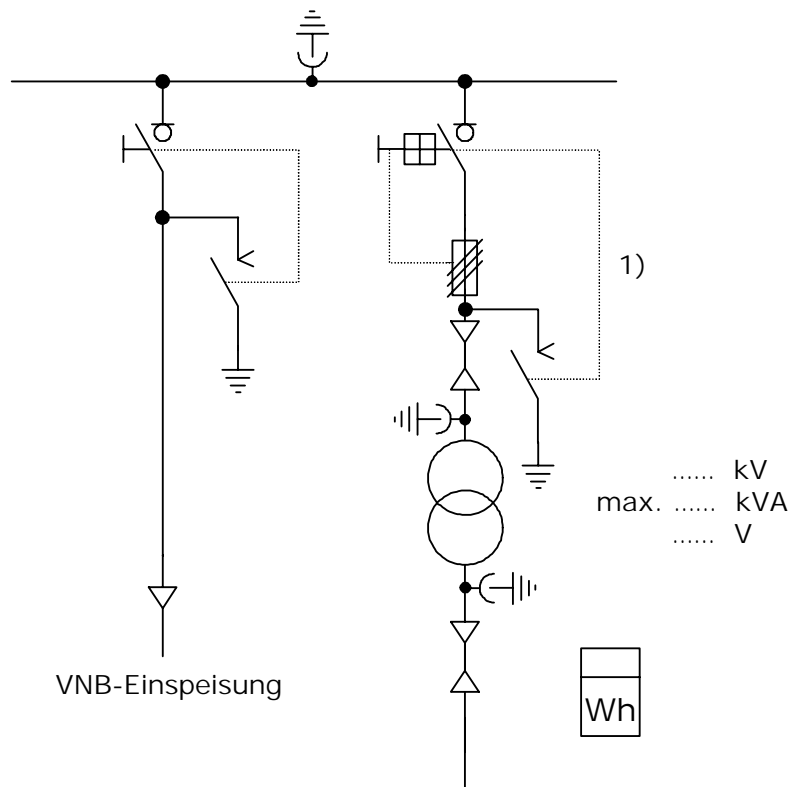 1)
...... kV
max. ...... kVA
...... V
VNB-Einspeisung
Wh